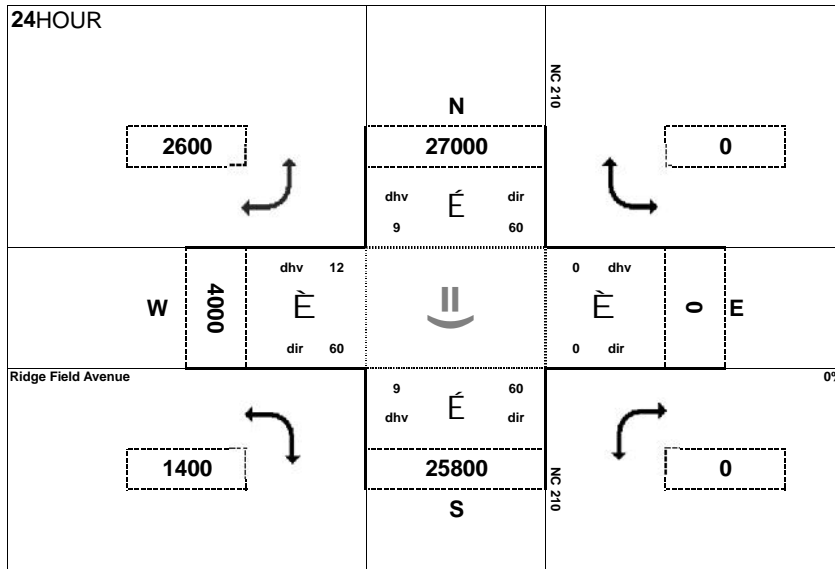 24HOUR
NC 210
N
2600 27000 0
dhv É dir
9 60
dhv 12 0 dhv
W 4000 È È 0 E
dir 60 0 dir
Ridge Field Avenue 0%
9 60
dhv É dir
1400 25800 0
NC 210
S